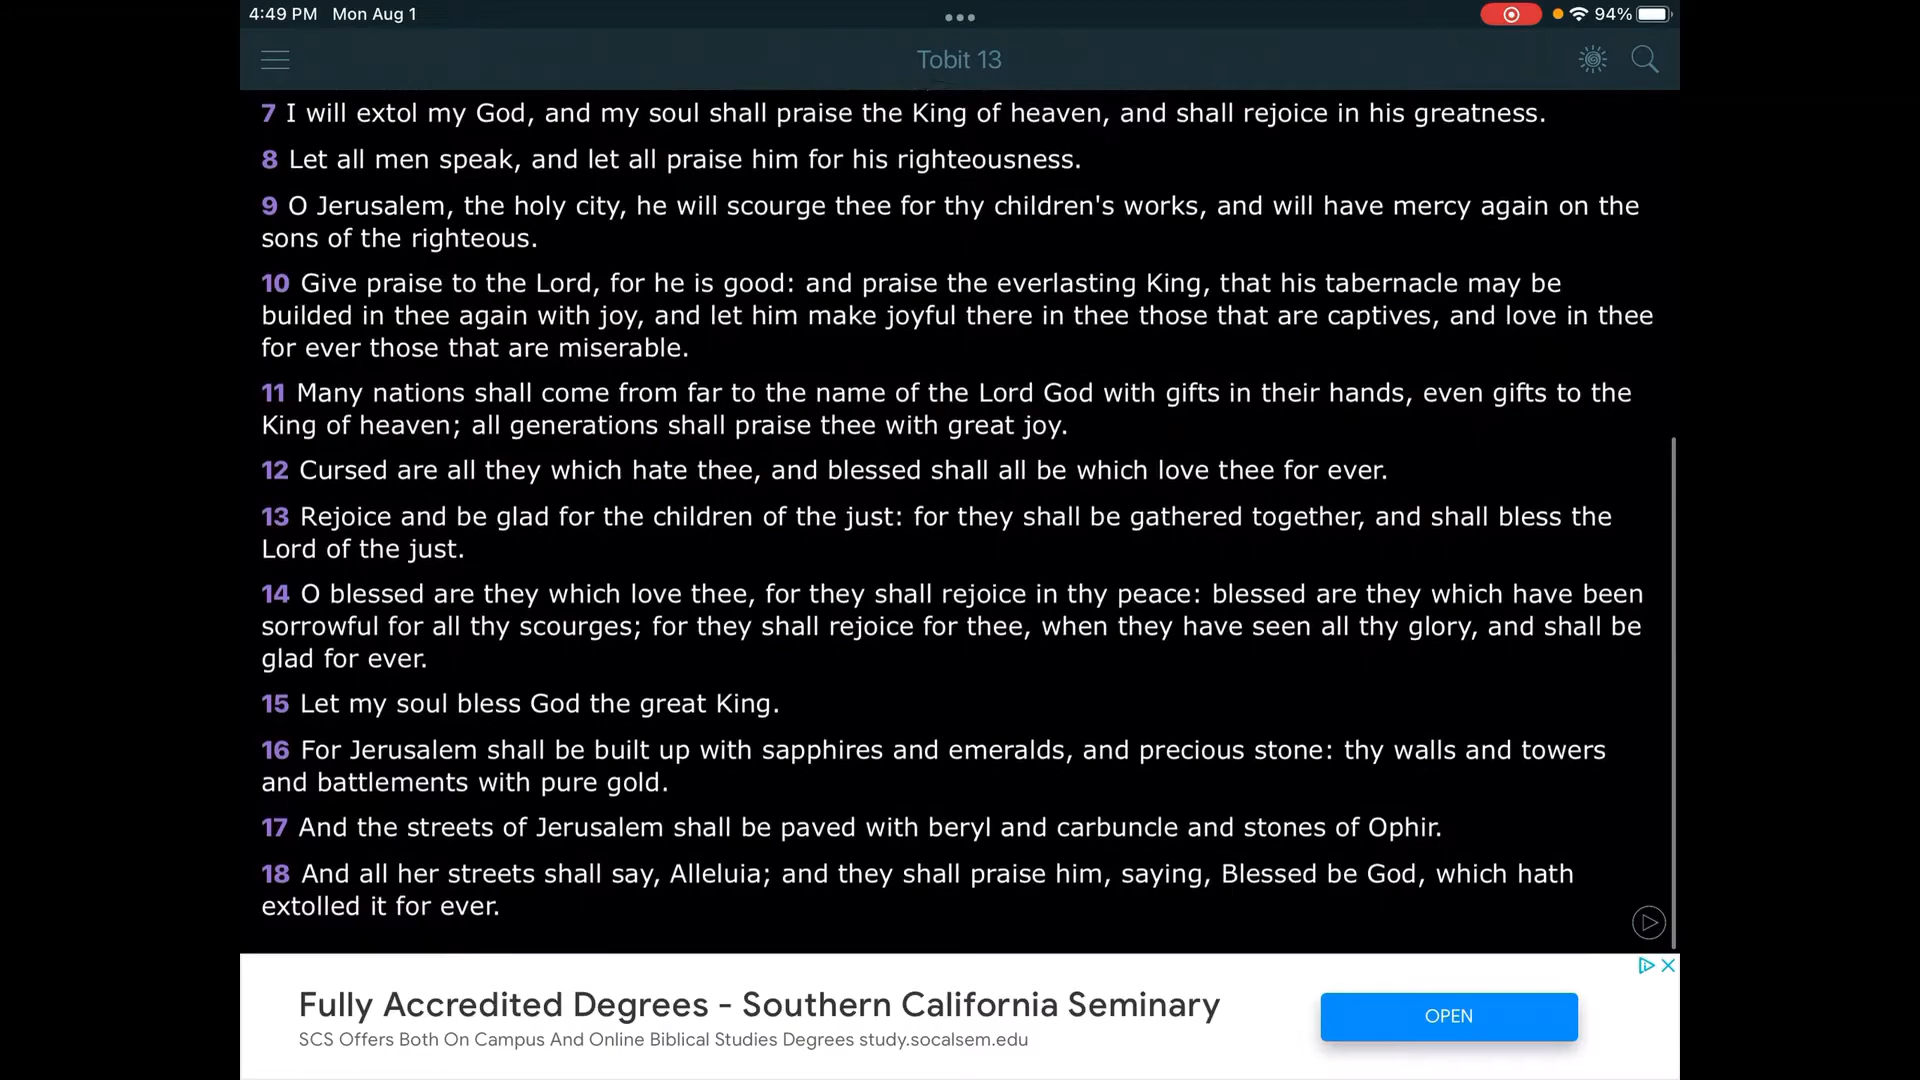 4:49 PM Mon Aug 1
94%
Tobit 13
7 I will extol my God, and my soul shall praise the King of heaven, and shall rejoice in his greatness.
8 Let all men speak, and let all praise him for his righteousness.
9 O Jerusalem, the holy city, he will scourge thee for thy children's works, and will have mercy again on the
sons of the righteous.
10 Give praise to the Lord, for he is good: and praise the everlasting King, that his tabernacle may be
builded in thee again with joy, and let him make joyful there in thee those that are captives, and love in thee
for ever those that are miserable.
11 Many nations shall come from far to the name of the Lord God with gifts in their hands, even gifts to the
King of heaven; all generations shall praise thee with great joy.
12 Cursed are all they which hate thee, and blessed shall all be which love thee for ever.
13 Rejoice and be glad for the children of the just: for they shall be gathered together, and shall bless the
Lord of the just.
14 O blessed are they which love thee, for they shall rejoice in thy peace: blessed are they which have been
sorrowful for all thy scourges; for they shall rejoice for thee, when they have seen all thy glory, and shall be
glad for ever.
15 Let my soul bless God the great King.
16 For Jerusalem shall be built up with sapphires and emeralds, and precious stone: thy walls and towers
and battlements with pure gold.
17 And the streets of Jerusalem shall be paved with beryl and carbuncle and stones of Ophir.
18 And all her streets shall say, Alleluia; and they shall praise him, saying, Blessed be God, which hath
extolled it for ever.
Fully Accredited Degrees - Southern California Seminary
SCS Offers Both On Campus And Online Biblical Studies Degrees study.socalsem.edu
OPEN